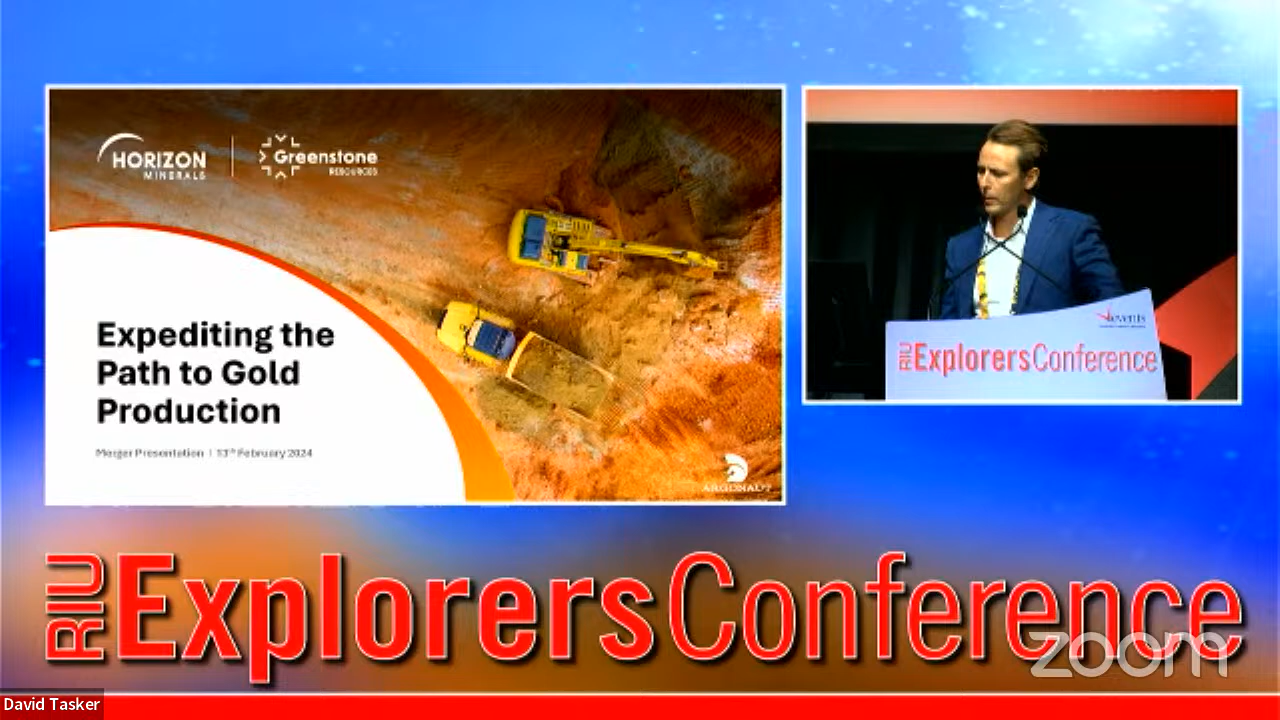 HORIZON
MINERALS
Greenstone
RESOURCES
Expediting the
Path to Gold
Production
Merger Presentation | 13th February 2024
ARGONAUT
events
RIU ExplorersConference
RIU ExplorersConference
zoom
David Tasker